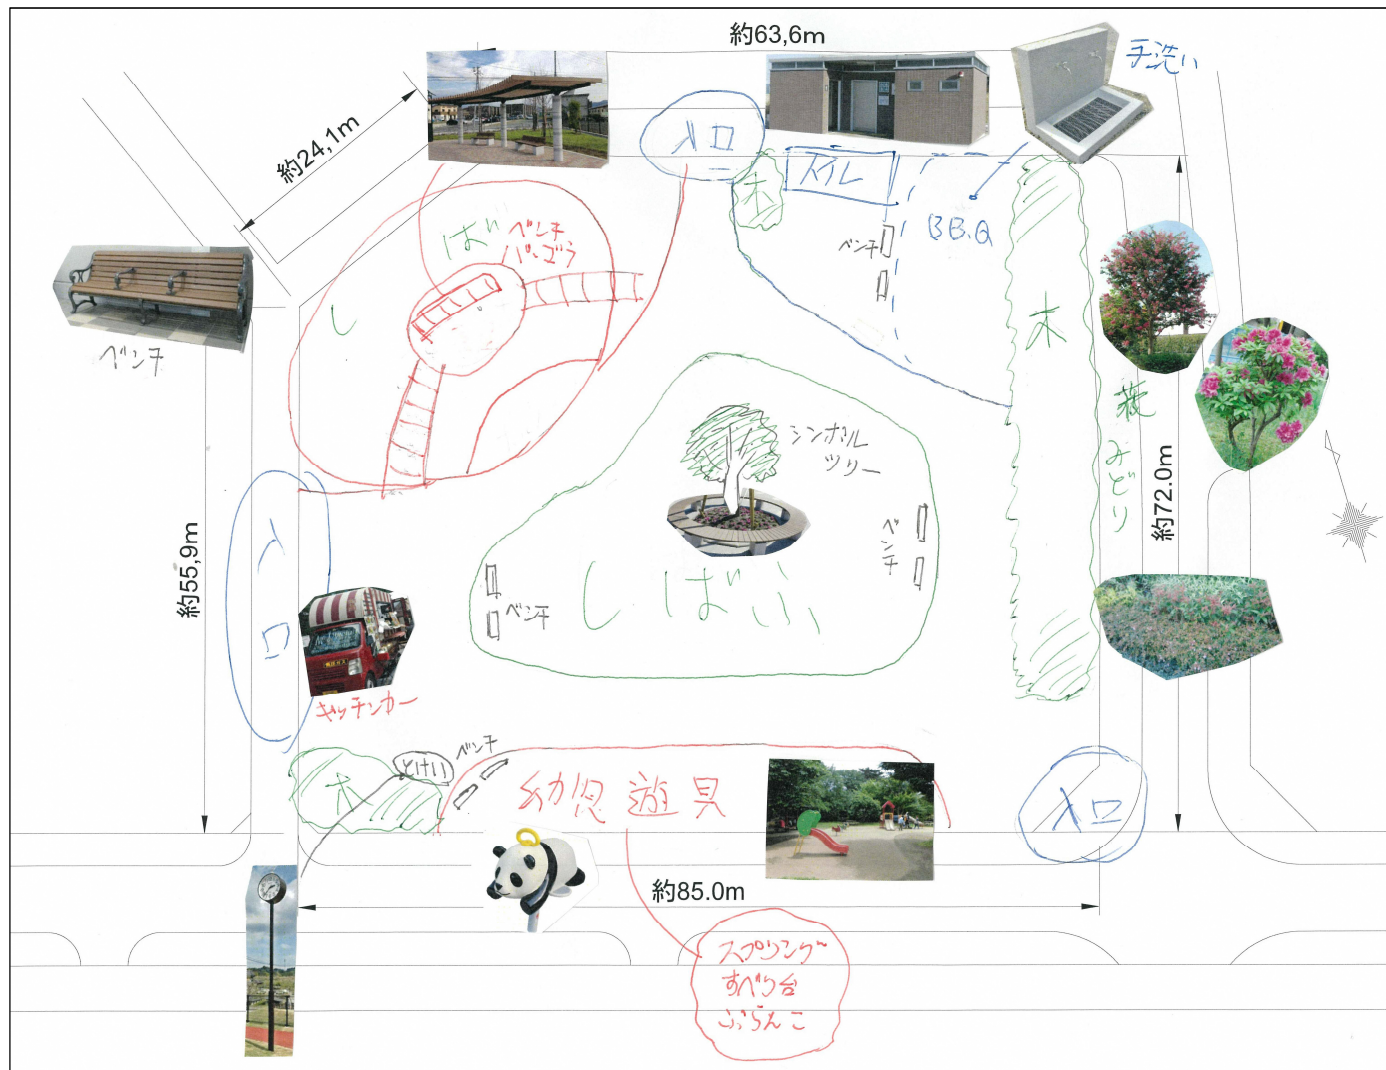 約63,6m
手洗い
約24,1m
入口
木
トイレ
B.B.Q
ベンチ
しば
ベンチ
パーゴラ
ベンチ
木
萩
みどり
約72.0m
シンボル
ツリー
ベンチ
ベンチ
しばふ
約55,9m
入口
キッチンカー
木
とけい
ベンチ
幼児遊具
入口
約85.0m
スプリング
すべり台
ぶらんこ